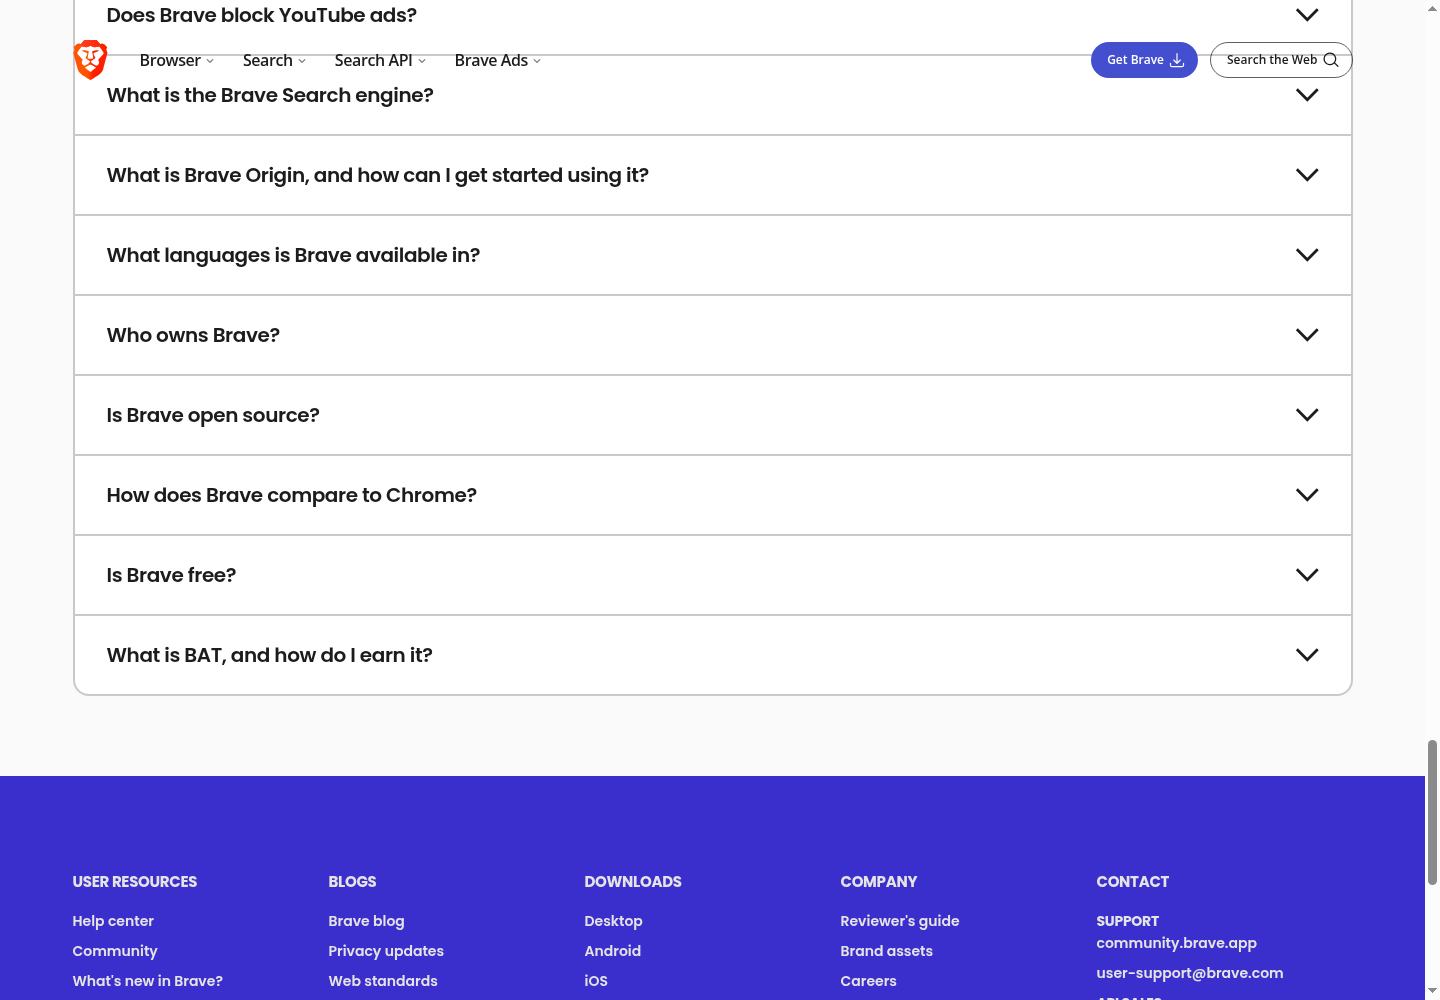 Does Brave block YouTube ads?
Browser
Search
Search API
Brave Ads
Get Brave
Search the Web
What is the Brave Search engine?
What is Brave Origin, and how can I get started using it?
What languages is Brave available in?
Who owns Brave?
Is Brave open source?
How does Brave compare to Chrome?
Is Brave free?
What is BAT, and how do I earn it?
USER RESOURCES
Help center
Community
What's new in Brave?
BLOGS
Brave blog
Privacy updates
Web standards
DOWNLOADS
Desktop
Android
iOS
COMPANY
Reviewer's guide
Brand assets
Careers
CONTACT
SUPPORT
community.brave.app
user-support@brave.com